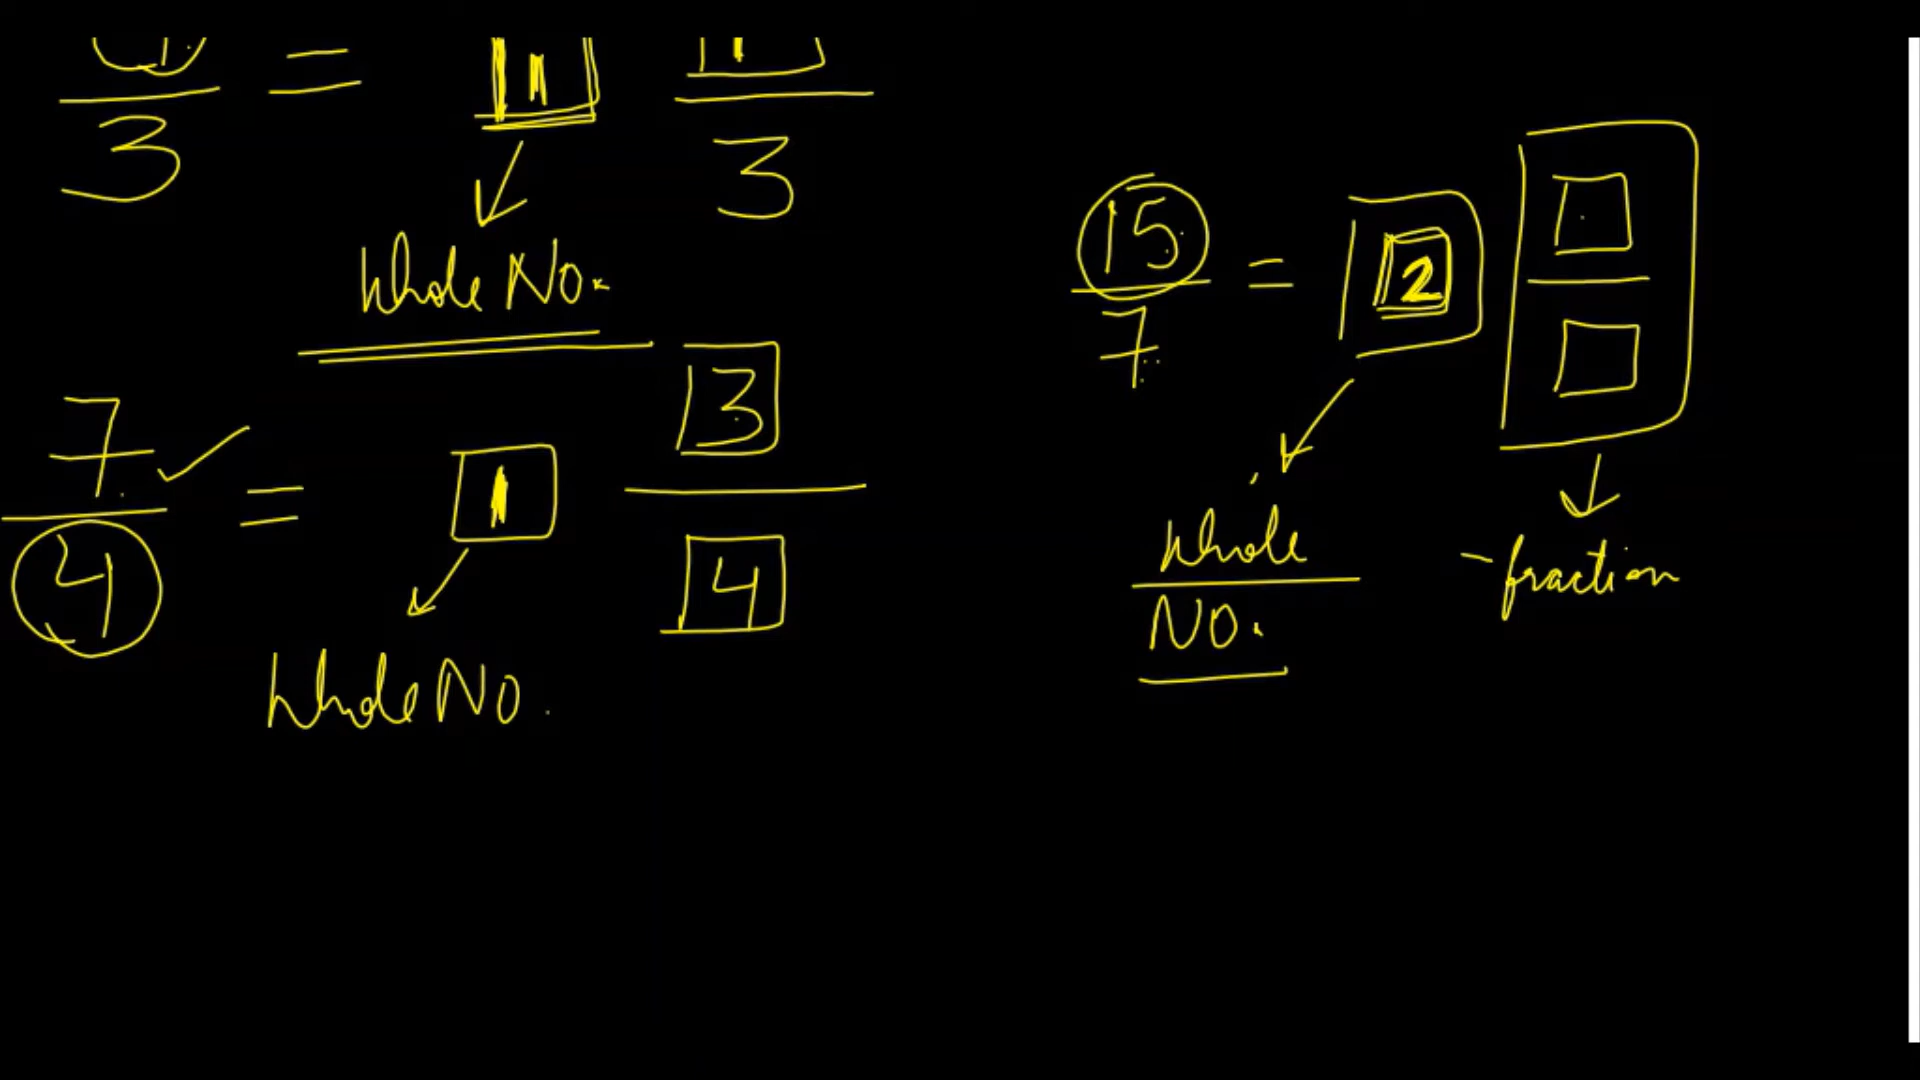 3 = 1 3
Whole No.
7/4 = 1 3/4
Whole No.
15/7 = 2
Whole
No.
fraction